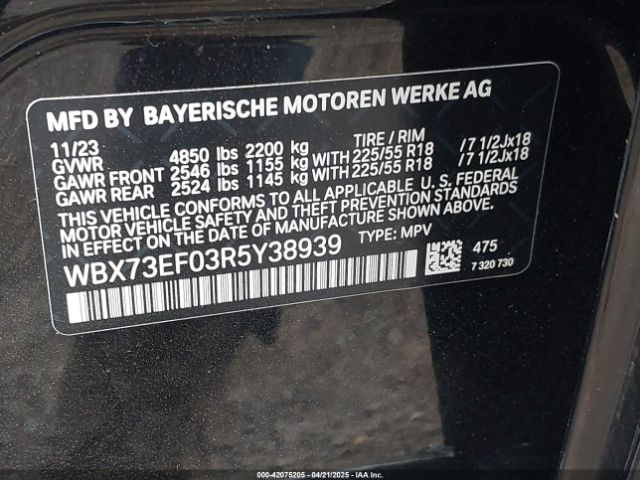 MFD BY BAYERISCHE MOTOREN WERKE AG
11/23 TIRE / RIM
GVWR 4850 lbs 2200 kg
GAWR FRONT 2546 lbs 1155 kg WITH 225/55 R18 /7 1/2Jx18
GAWR REAR 2524 lbs 1145 kg WITH 225/55 R18 /7 1/2Jx18
THIS VEHICLE CONFORMS TO ALL APPLICABLE U. S. FEDERAL
MOTOR VEHICLE SAFETY AND THEFT PREVENTION STANDARDS
IN EFFECT ON THE DATE OF MANUFACTURE SHOWN ABOVE.
WBX73EF03R5Y38939 TYPE: MPV
475
7 320 730
000-42075205 - 04/21/2025 - IAAI.COM